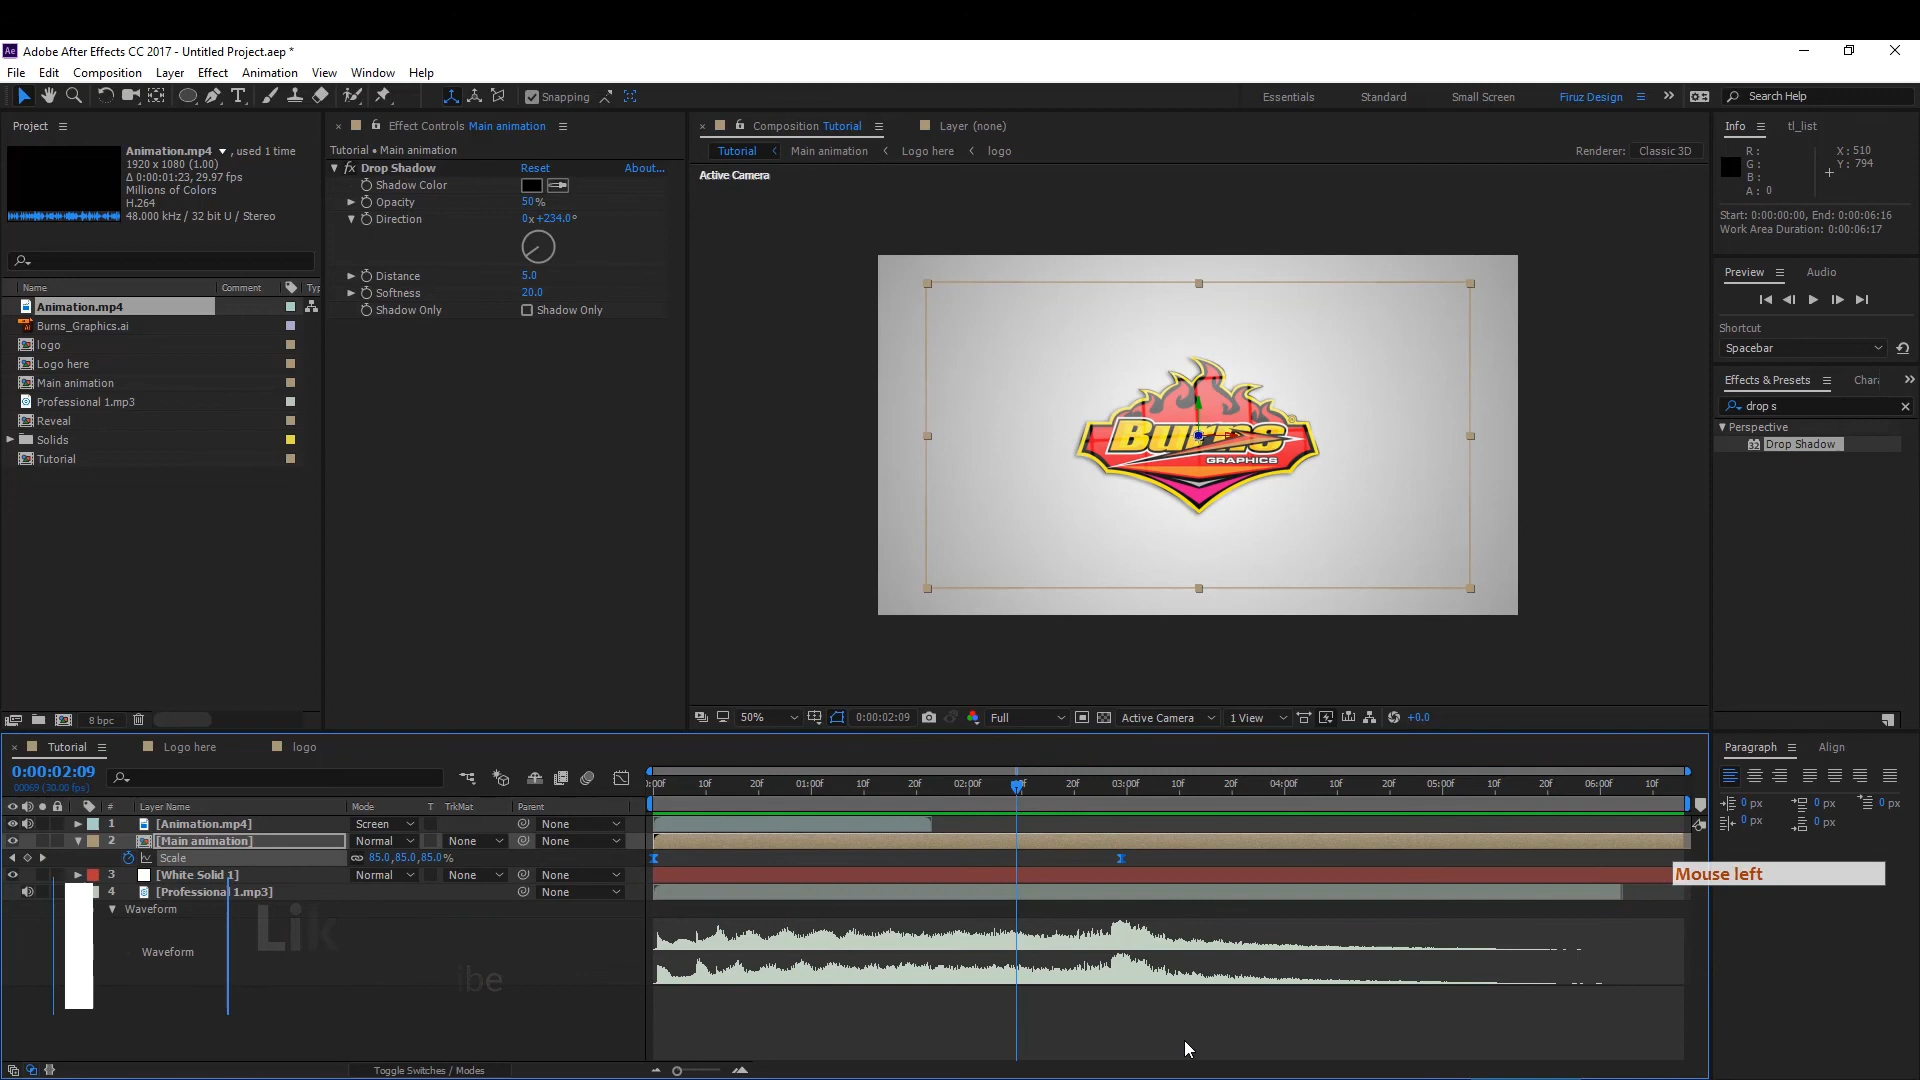 Adobe After Effects CC 2017 - Untitled Project.aep *
File Edit Composition Layer Effect Animation View Window Help
Snapping Essentials Standard Small Screen Firuz Design Search Help
Project
Animation.mp4 , used 1 time
1920 x 1080 (1.00)
Δ 0:00:01:23, 29.97 fps
Millions of Colors
H.264
48.000 kHz / 32 bit U / Stereo
Name Comment Typ
Animation.mp4
Burns_Graphics.ai
logo
Logo here
Main animation
Professional 1.mp3
Reveal
Solids
Tutorial
8 bpc
Effect Controls Main animation
Tutorial • Main animation
fx Drop Shadow Reset About...
Shadow Color
Opacity 50%
Direction 0x+234.0°
Distance 5.0
Softness 20.0
Shadow Only Shadow Only
Composition Tutorial Layer (none)
Tutorial Main animation Logo here logo Renderer: Classic 3D
Active Camera
Burns
GRAPHICS
50% 0:00:02:09 Full Active Camera 1 View +0.0
Info tl_list
R: X: 510
G: Y: 794
B:
A: 0
Start: 0:00:00:00, End: 0:00:06:16
Work Area Duration: 0:00:06:17
Preview Audio
Shortcut
Spacebar
Effects & Presets Chara
drop s
Perspective
32 Drop Shadow
Tutorial Logo here logo
0:00:02:09
00069 (30.00 fps)
# Layer Name Mode T TrkMat Parent
1 [Animation.mp4] Screen None
2 [Main animation] Normal None None
Scale 85.0,85.0,85.0%
3 [White Solid 1] Normal None None
4 [Professional 1.mp3] None
Waveform
Waveform
Lik
ibe
Toggle Switches / Modes
:00f 10f 20f 01:00f 10f 20f 02:00f 20f 03:00f 10f 20f 04:00f 10f 20f 05:00f 10f 20f 06:00f 10f
Paragraph Align
0 px 0 px 0 px
0 px 0 px
Mouse left